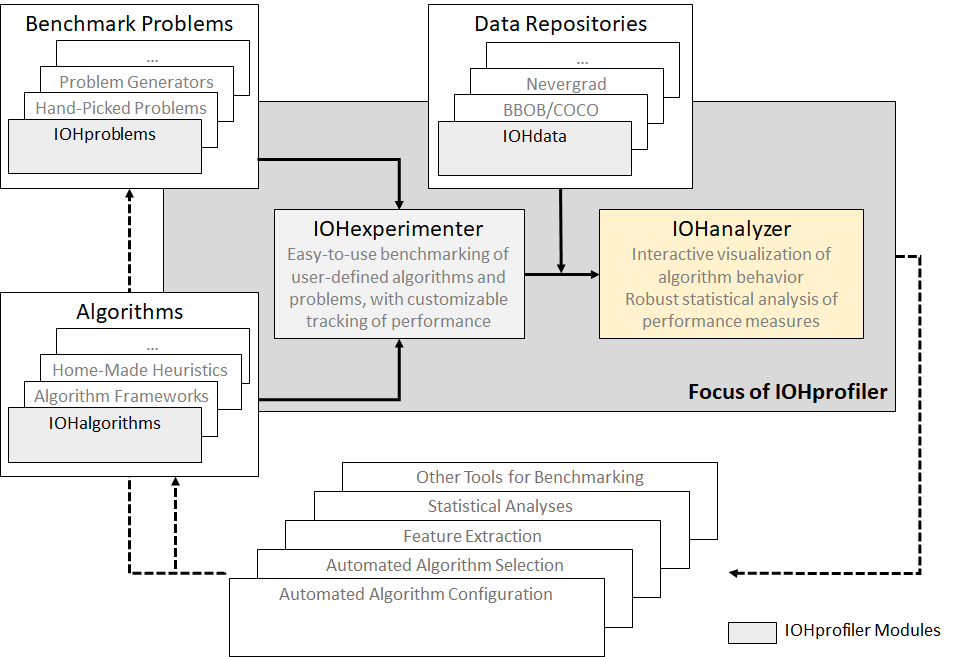 Benchmark Problems
...
Problem Generators
Hand-Picked Problems
IOHproblems
Data Repositories
...
Nevergrad
BBOB/COCO
IOHdata
IOHexperimenter
Easy-to-use benchmarking of
user-defined algorithms and
problems, with customizable
tracking of performance
IOHanalyzer
Interactive visualization of
algorithm behavior
Robust statistical analysis of
performance measures
Algorithms
...
Home-Made Heuristics
Algorithm Frameworks
IOHalgorithms
Focus of IOHprofiler
Other Tools for Benchmarking
Statistical Analyses
Feature Extraction
Automated Algorithm Selection
Automated Algorithm Configuration
IOHprofiler Modules